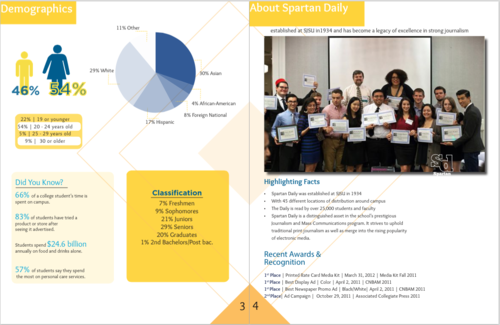 Demographics
11% Other
29% White
30% Asian
4% African-American
8% Foreign National
17% Hispanic
46%
54%
22% | 19 or younger
54% | 20 - 24 years old
5% | 25 - 29 years old
9% | 30 or older
Did You Know?
66% of a college student's time is
spent on campus.
83% of students have tried a
product or store after
seeing it advertised.
Students spend $24.6 billion
annually on food and drinks alone.
57% of students say they spend
the most on personal care services.
Classification
7% Freshmen
9% Sophomores
21% Juniors
29% Seniors
20% Graduates
1% 2nd Bachelors/Post bac.
3
About Spartan Daily
established at SJSU in1934 and has become a legacy of excellence in strong journalism
Highlighting Facts
• Spartan Daily was established at SJSU in 1934
• With 45 different locations of distribution around campus
• The Daily is read by over 25,000 students and faculty
• Spartan Daily is a distinguished asset in the school's prestigious
Journalism and Mass Communications program, it strives to uphold
traditional print journalism as well as merge into the rising popularity
of electronic media.
Recent Awards &
Recognition
1st Place | Printed Rate Card Media Kit | March 31, 2012 | Media Kit Fall 2011
1st Place | Best Display Ad | Color | April 2, 2011 | CNBAM 2011
1st Place | Best Newspaper Promo Ad | Black/White| April 2, 2011 | CNBAM 2011
2nd Place| Ad Campaign | October 29, 2011 | Associated Collegiate Press 2011
4